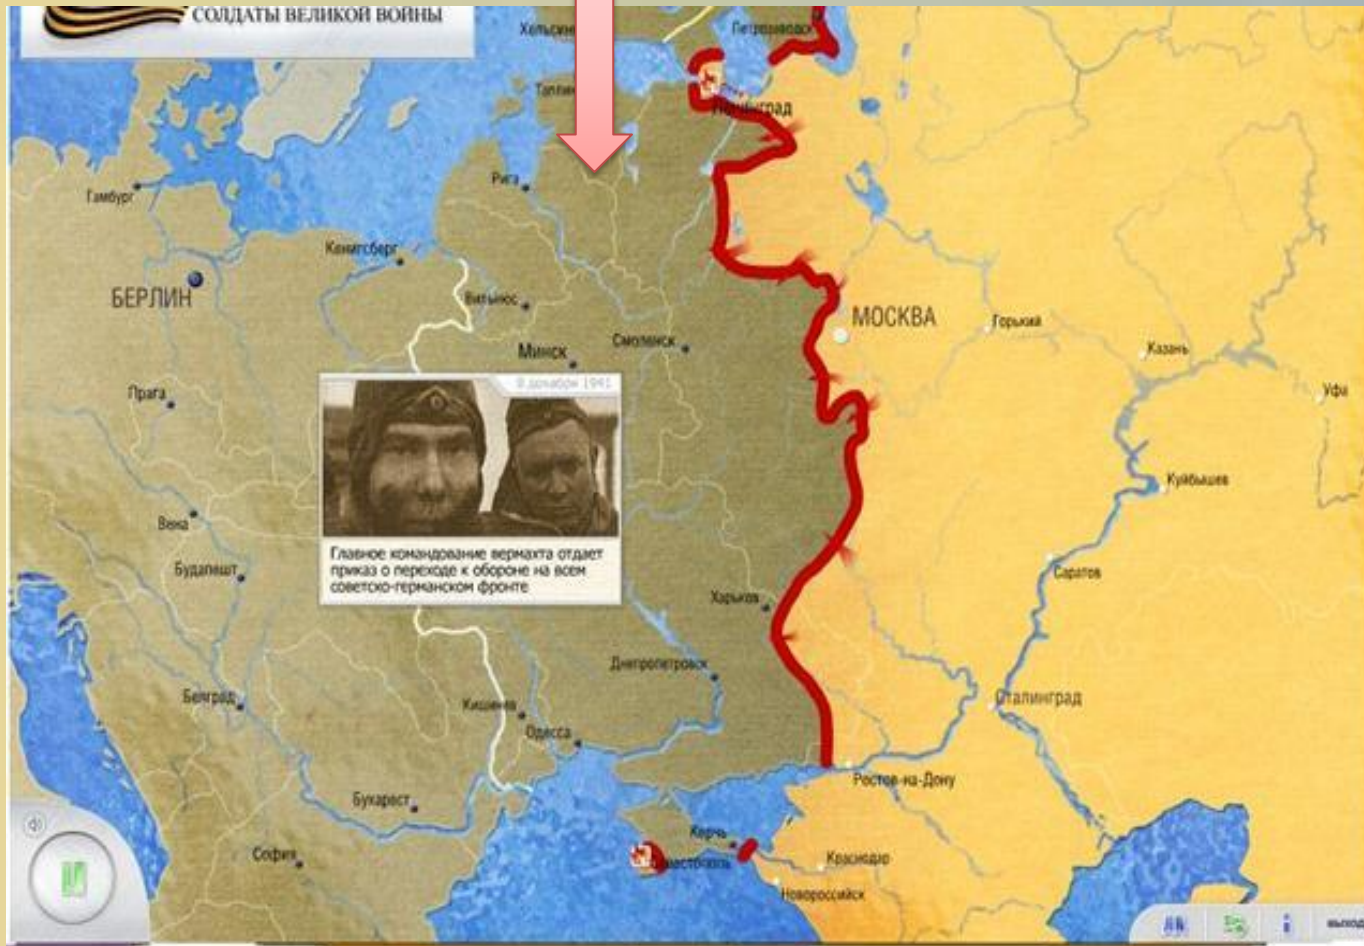 СОЛДАТЫ ВЕЛИКОЙ ВОЙНЫ
Петрозаводск
Ленинград
Рига
Гамбург
Кенигсберг
БЕРЛИН
Вильнюс
МОСКВА
Горький
Смоленск
Минск
Казань
8 декабря 1941
Прага
Уфа
Куйбышев
Вена
Главное командование вермахта отдает
приказ о переходе к обороне на всем
советско-германском фронте
Будапешт
Саратов
Харьков
Днепропетровск
Белград
Кишинев
Сталинград
Одесса
Ростов-на-Дону
Бухарест
Керчь
София
Краснодар
Новороссийск